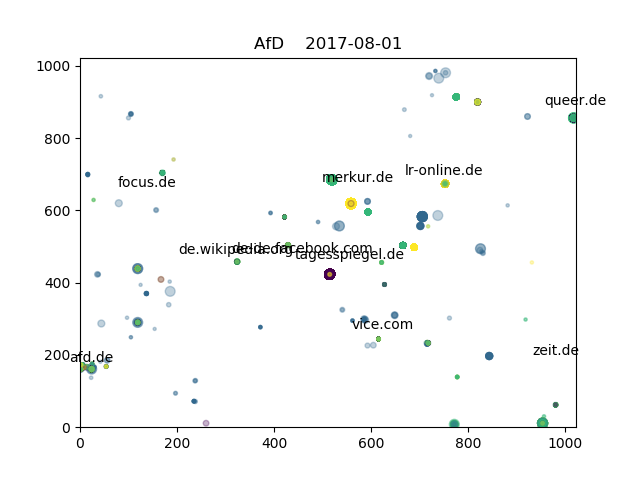 AfD    2017-08-01
1000
800
600
400
200
0
0
200
400
600
800
1000
queer.de
lr-online.de
merkur.de
focus.de
de.wikipedia.org
de-de.facebook.com
tagesspiegel.de
vice.com
zeit.de
afd.de